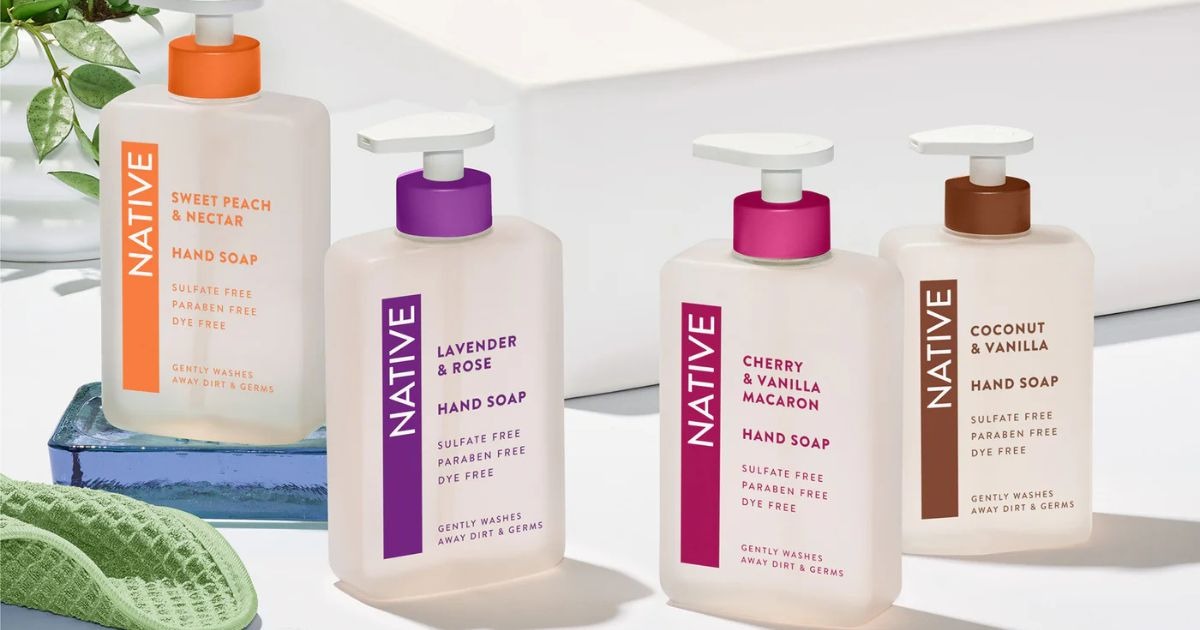 NATIVE
SWEET PEACH
& NECTAR
HAND SOAP
SULFATE FREE
PARABEN FREE
DYE FREE
GENTLY WASHES
AWAY DIRT & GERMS
NATIVE
LAVENDER
& ROSE
HAND SOAP
SULFATE FREE
PARABEN FREE
DYE FREE
GENTLY WASHES
AWAY DIRT & GERMS
NATIVE
CHERRY
& VANILLA
MACARON
HAND SOAP
SULFATE FREE
PARABEN FREE
DYE FREE
GENTLY WASHES
AWAY DIRT & GERMS
NATIVE
COCONUT
& VANILLA
HAND SOAP
SULFATE FREE
PARABEN FREE
DYE FREE
GENTLY WASHES
AWAY DIRT & GERMS